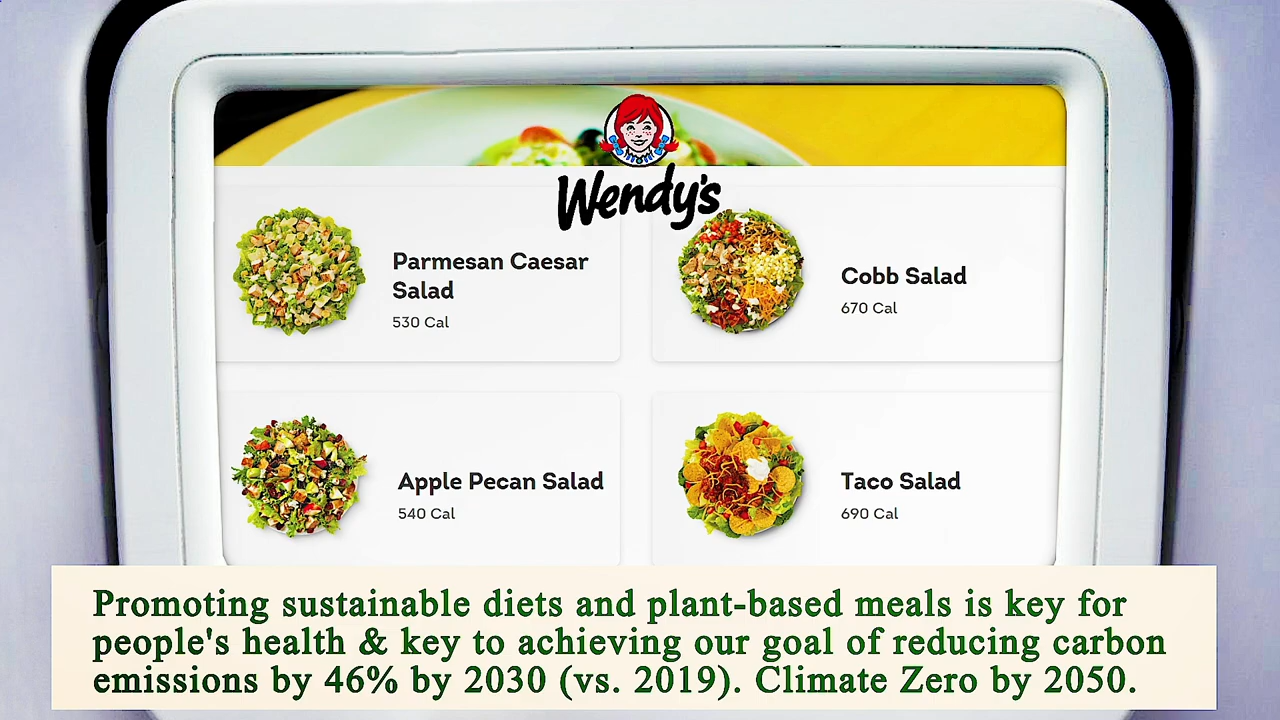 Wendy's
Parmesan Caesar
Salad
530 Cal
Cobb Salad
670 Cal
Apple Pecan Salad
540 Cal
Taco Salad
690 Cal
Promoting sustainable diets and plant-based meals is key for
people's health & key to achieving our goal of reducing carbon
emissions by 46% by 2030 (vs. 2019). Climate Zero by 2050.